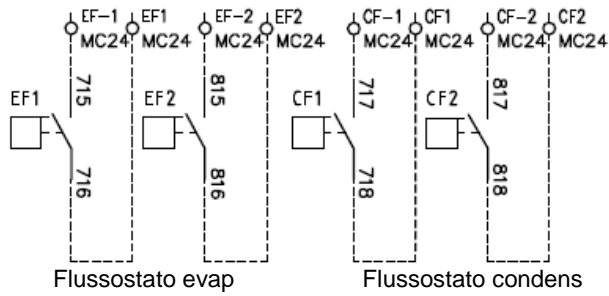 EF-1 EF1 EF-2 EF2 CF-1 CF1 CF-2 CF2
MC24 MC24 MC24 MC24 MC24 MC24 MC24 MC24
715 815 717 817
EF1 EF2 CF1 CF2
716 816 718 818
Flussostato evap Flussostato condens